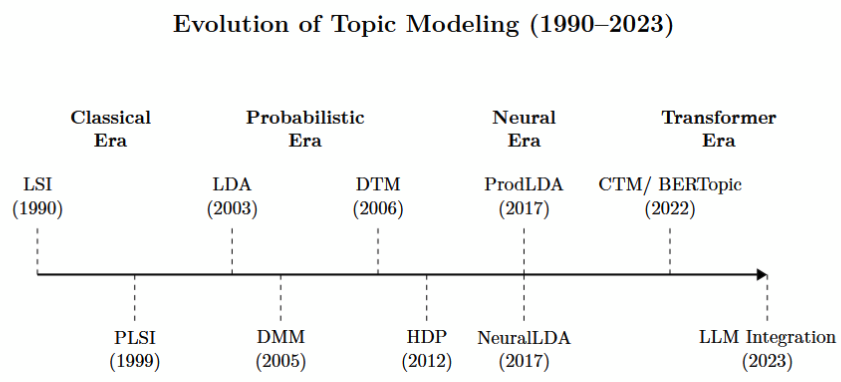 Evolution of Topic Modeling (1990–2023)
Classical Era
Probabilistic Era
Neural Era
Transformer Era
LSI
(1990)
LDA
(2003)
DTM
(2006)
ProdLDA
(2017)
CTM/ BERTopic
(2022)
PLSI
(1999)
DMM
(2005)
HDP
(2012)
NeuralLDA
(2017)
LLM Integration
(2023)